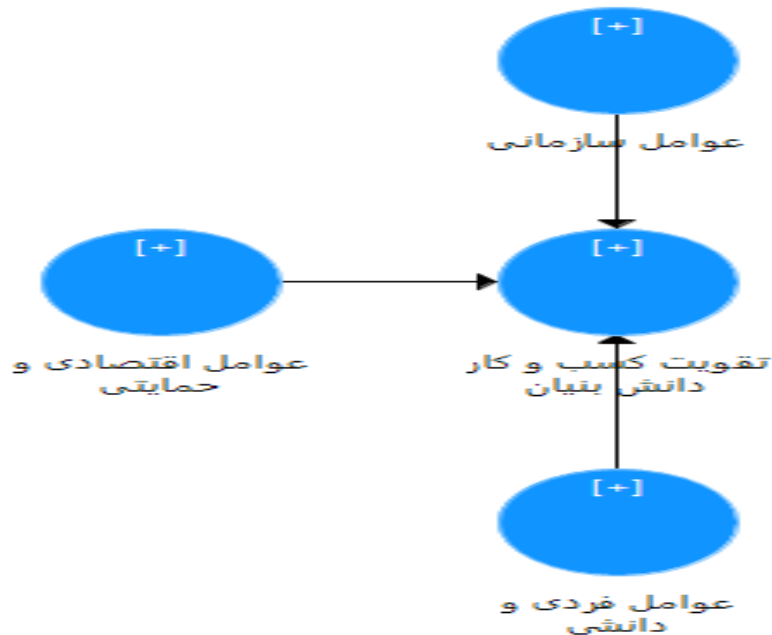 [+]
عوامل سازمانی
[+]
[+]
تقویت کسب و کار
دانش بنیان
عوامل اقتصادی و
حمایتی
[+]
عوامل فردی و
دانشی